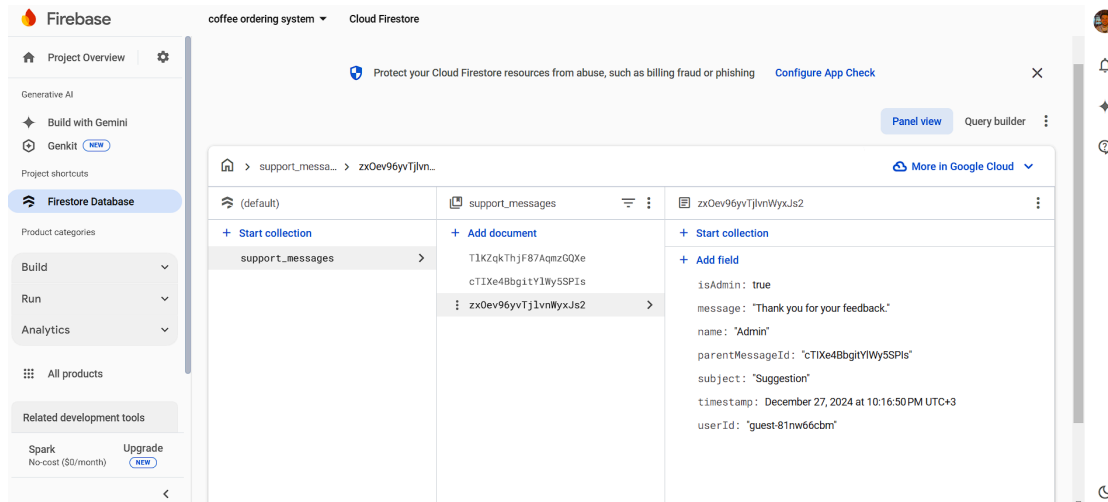 Firebase
coffee ordering system
Cloud Firestore
Project Overview
Generative AI
Build with Gemini
Genkit NEW
Project shortcuts
Firestore Database
Product categories
Build
Run
Analytics
All products
Related development tools
Spark
No-cost ($0/month)
Upgrade
NEW
Protect your Cloud Firestore resources from abuse, such as billing fraud or phishing Configure App Check
Panel view
Query builder
support_messa...
zxOev96yvTjlvn...
More in Google Cloud
(default)
Start collection
support_messages
support_messages
Add document
TlKZqkThjF87AqmzGQXe
cTIXe4BbgitYlWy5SPIs
zxOev96yvTjlvnWyxJs2
zxOev96yvTjlvnWyxJs2
Start collection
Add field
isAdmin: true
message: "Thank you for your feedback."
name: "Admin"
parentMessageId: "cTIXe4BbgitYlWy5SPIs"
subject: "Suggestion"
timestamp: December 27, 2024 at 10:16:50 PM UTC+3
userId: "guest-81nw66cbm"